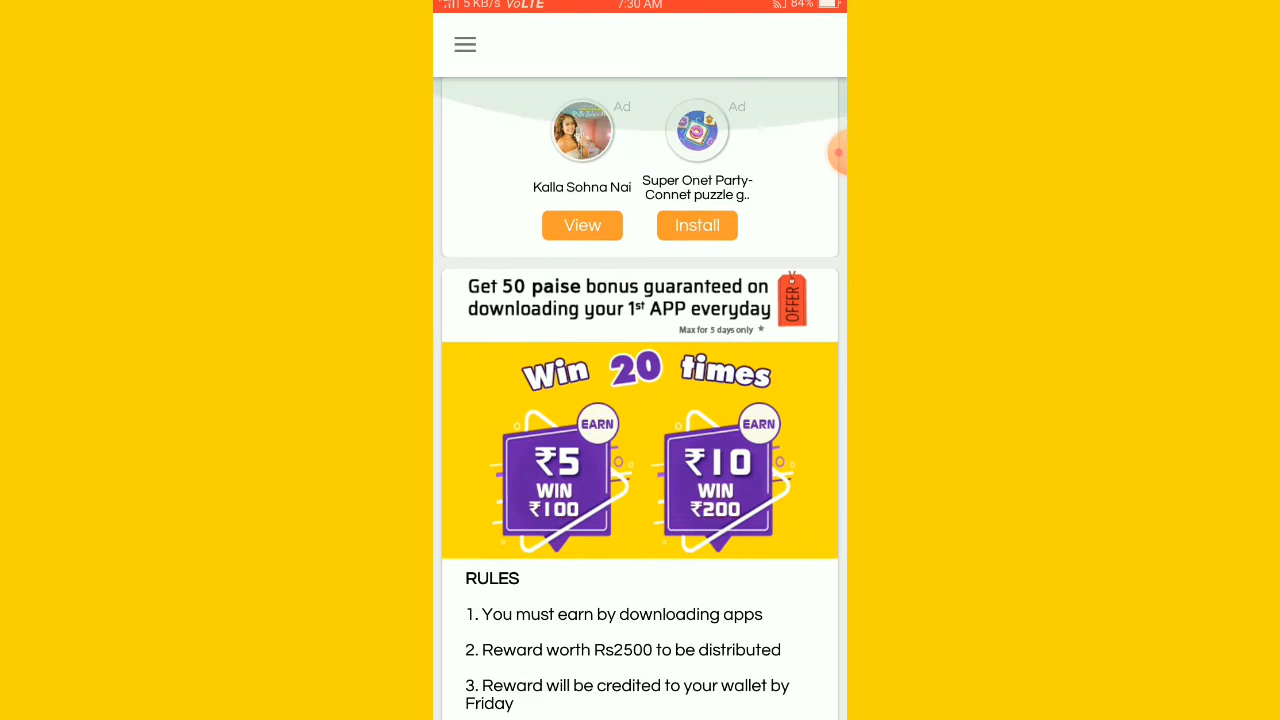 5 KB/s VoLTE 7:30 AM 84%
Ad Ad
Kalla Sohna Nai
Super Onet Party-
Connet puzzle g..
View Install
Get 50 paise bonus guaranteed on
downloading your 1st APP everyday
OFFER
Max for 5 days only *
Win 20 times
EARN EARN
₹5 ₹10
WIN WIN
₹100 ₹200
RULES
1. You must earn by downloading apps
2. Reward worth Rs2500 to be distributed
3. Reward will be credited to your wallet by
Friday